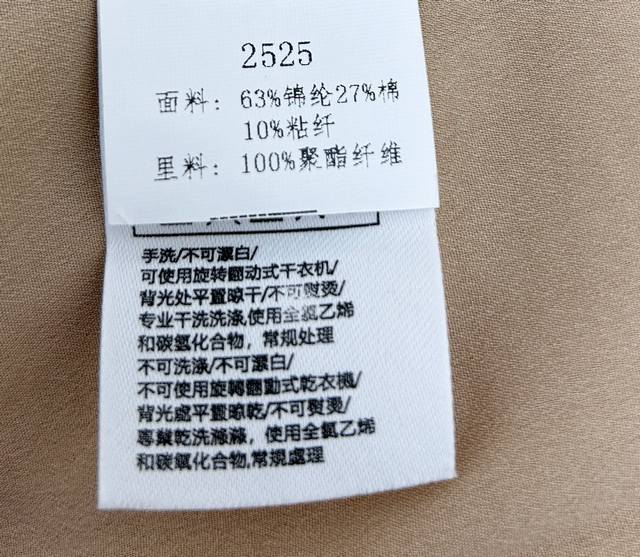 2525
面料: 63%锦纶27%棉
10%粘纤
里料: 100%聚酯纤维
手洗/不可漂白/
可使用旋转翻动式干衣机/
背光处平置晾干/不可熨烫/
专业干洗洗涤,使用全氯乙烯
和碳氢化合物，常规处理
不可洗涤/不可漂白/
不可使用旋轉翻動式乾衣機/
背光處平置晾乾/不可熨燙/
專業乾洗滌滌，使用全氯乙烯
和碳氫化合物,常規處理